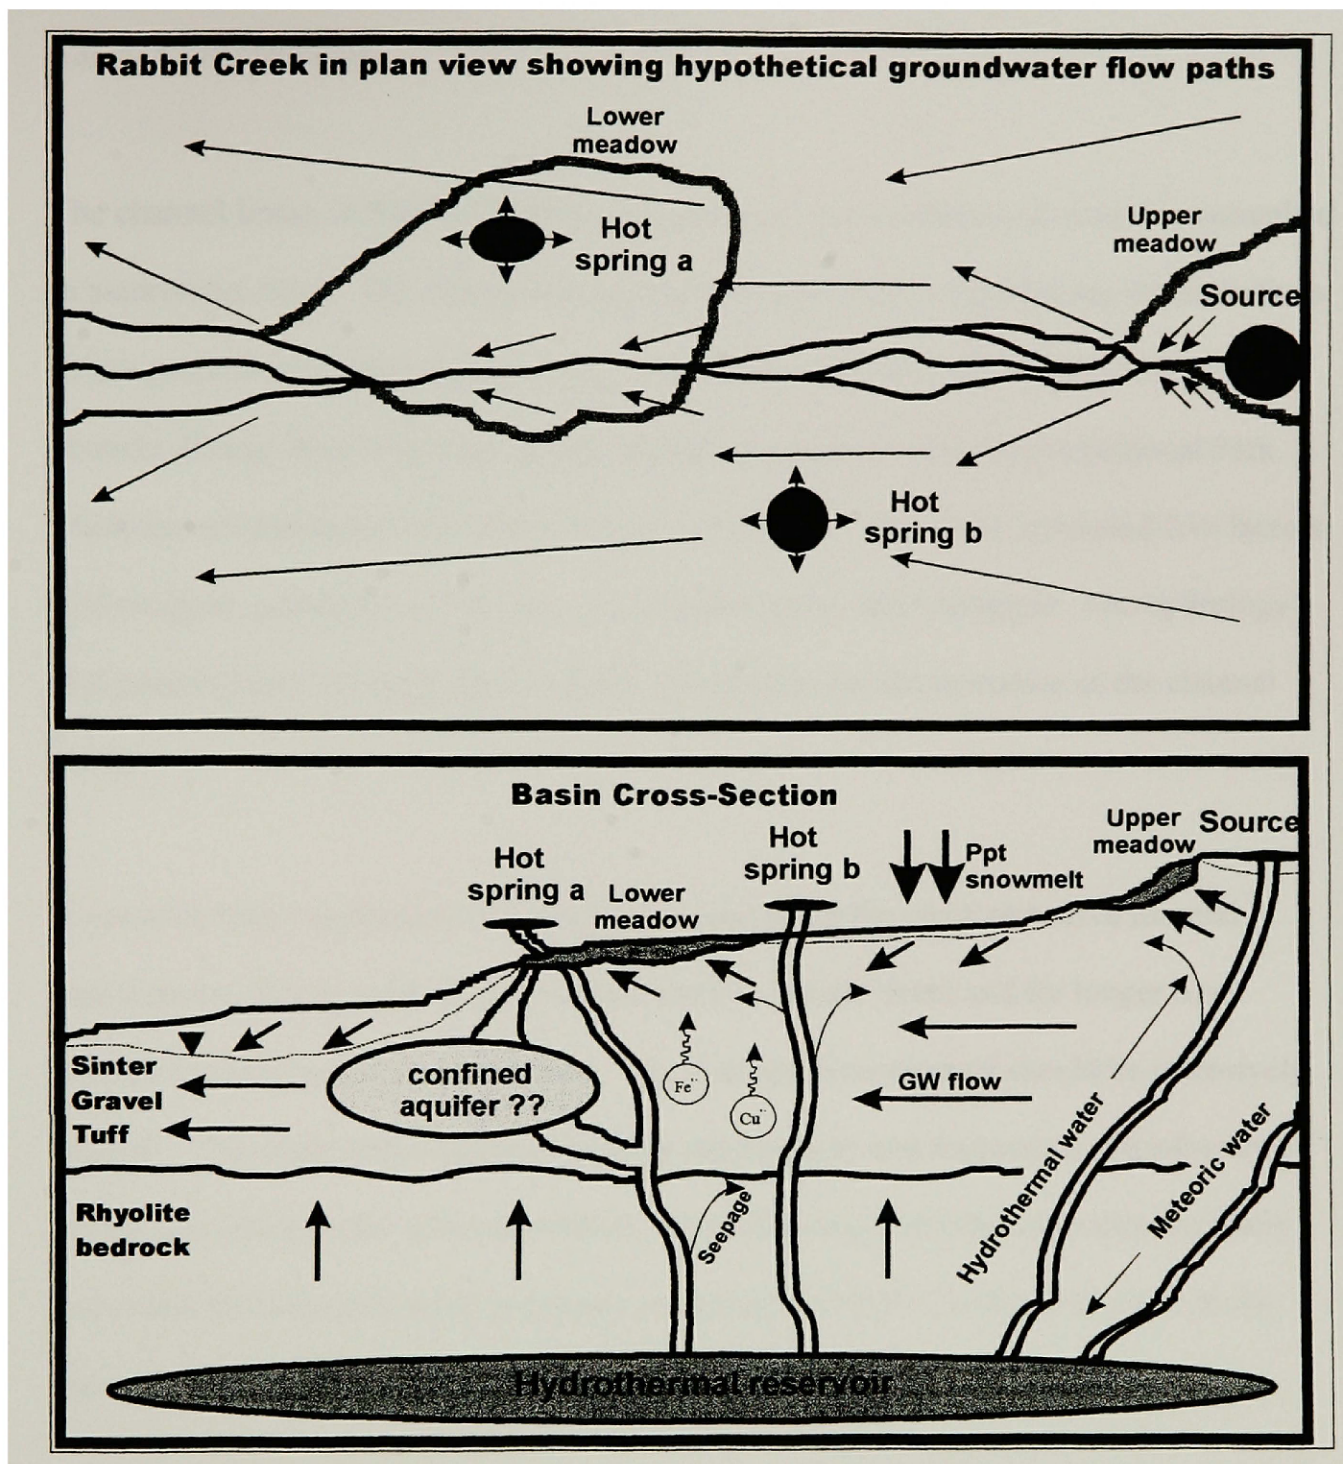 Rabbit Creek in plan view showing hypothetical groundwater flow paths
Lower
meadow
Hot
spring a
Upper
meadow
Source
Hot
spring b
Basin Cross-Section
Hot
spring a
Lower
meadow
Hot
spring b
Ppt
snowmelt
Upper
meadow
Source
Sinter
Gravel
Tuff
confined
aquifer ??
Fe¨
Cu¨
GW flow
Hydrothermal water
Meteoric water
Rhyolite
bedrock
Seepage
Hydrothermal reservoir